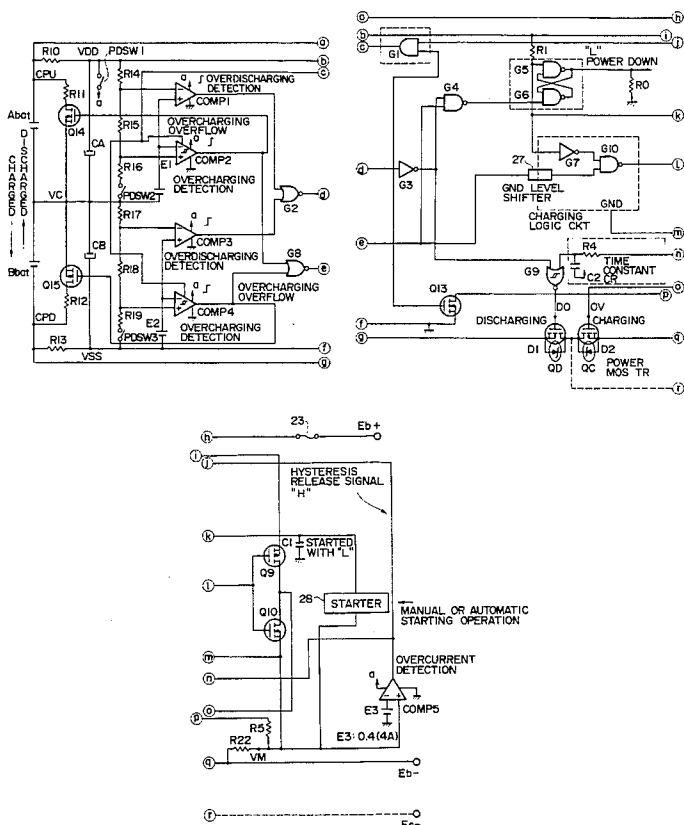 a
R10
VDD
PDSW1
b
c
CPU
R11
a
R14
a
OVERDISCHARGING
DETECTION
COMP1
Q14
R15
OVERCHARGING
OVERFLOW
Abat
CA
a
E1
COMP2
R16
OVERCHARGING
DETECTION
CHARGED
DISCHARGED
VC
PDSW2
G2
d
R17
a
COMP3
G8
e
CB
OVERDISCHARGING
DETECTION
OVERCHARGING
OVERFLOW
R18
a
Bbat
Q15
R12
R19
E2
COMP4
OVERCHARGING
DETECTION
CPD
PDSW3
R13
VSS
f
g
a
h
b
i
c
j
G1
R1
"L"
POWER DOWN
G5
G4
G6
R0
k
G7
G10
l
d
G3
27
GND LEVEL
SHIFTER
GND
CHARGING
LOGIC CKT
m
e
R4
n
TIME
CONSTANT
CR
C2
G9
o
p
Q13
DO
OV
f
DISCHARGING
CHARGING
g
q
D1
D2
QD
QC
POWER
MOS TR
r
h
23
Eb+
i
j
HYSTERESIS
RELEASE SIGNAL
"H"
k
C1
STARTED
WITH "L"
Q9
l
28
STARTER
MANUAL OR AUTOMATIC
STARTING OPERATION
Q10
m
n
OVERCURRENT
DETECTION
a
o
E3
COMP5
p
R5
E3:0.4(4A)
R22
q
VM
Eb-
r